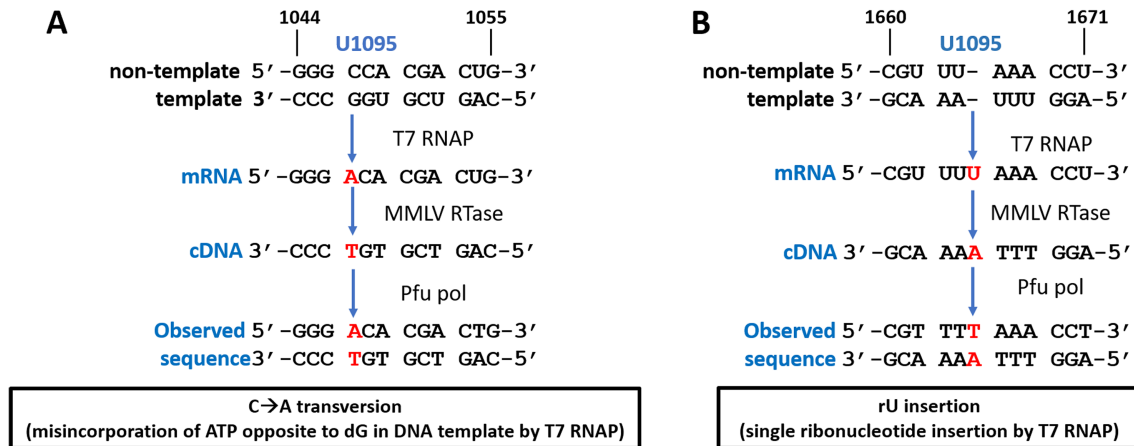 A
1044 1055
U1095
non-template 5’-GGG CCA CGA CUG-3’
template 3’-CCC GGU GCU GAC-5’
T7 RNAP
mRNA 5’-GGG ACA CGA CUG-3’
MMLV RTase
cDNA 3’-CCC TGT GCT GAC-5’
Pfu pol
Observed 5’-GGG ACA CGA CTG-3’
sequence 3’-CCC TGT GCT GAC-5’
C→A transversion
(misincorporation of ATP opposite to dG in DNA template by T7 RNAP)
B
1660 1671
U1095
non-template 5’-CGU UU- AAA CCU-3’
template 3’-GCA AA- UUU GGA-5’
T7 RNAP
mRNA 5’-CGU UUU AAA CCU-3’
MMLV RTase
cDNA 3’-GCA AAA TTT GGA-5’
Pfu pol
Observed 5’-CGT TTT AAA CCT-3’
sequence 3’-GCA AAA TTT GGA-5’
rU insertion
(single ribonucleotide insertion by T7 RNAP)